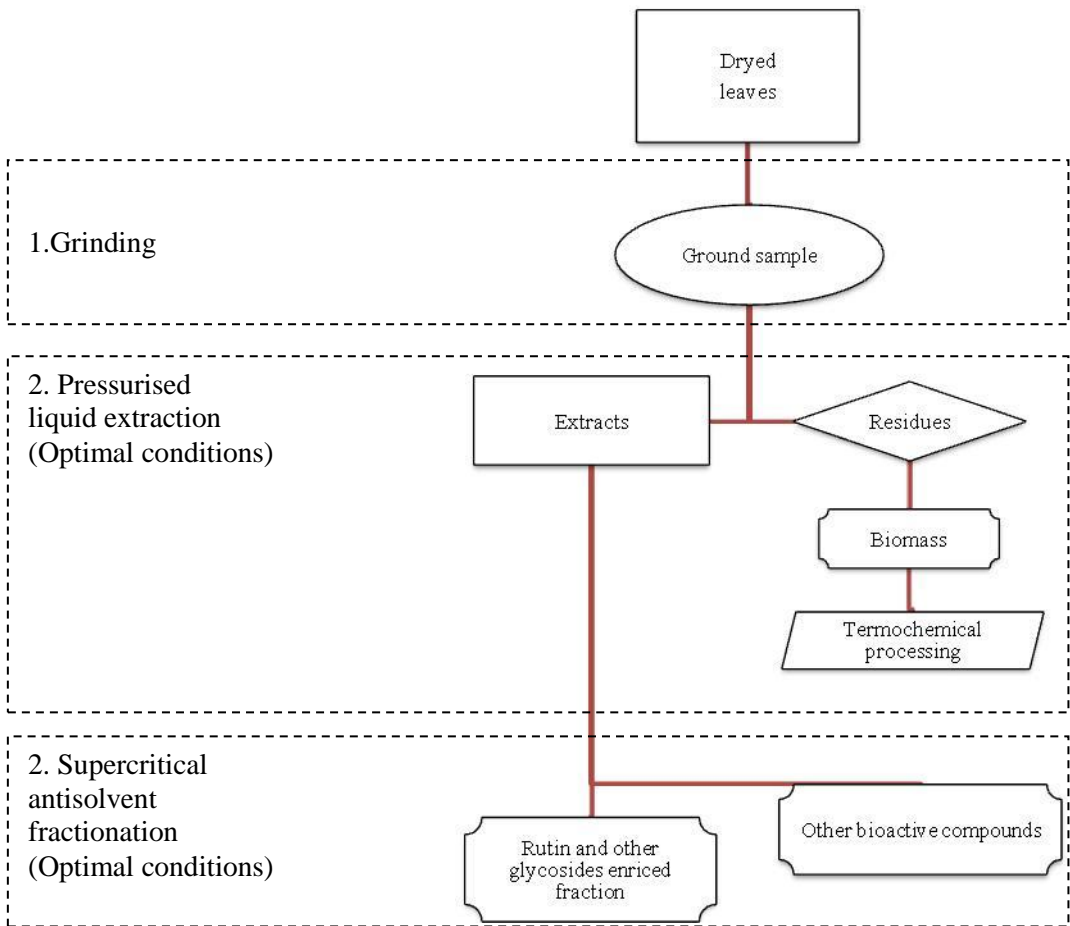 Dryed
leaves
1.Grinding
Ground sample
2. Pressurised
liquid extraction
(Optimal conditions)
Extracts
Residues
Biomass
Termochemical
processing
2. Supercritical
antisolvent
fractionation
(Optimal conditions)
Rutin and other
glycosides enriced
fraction
Other bioactive compounds